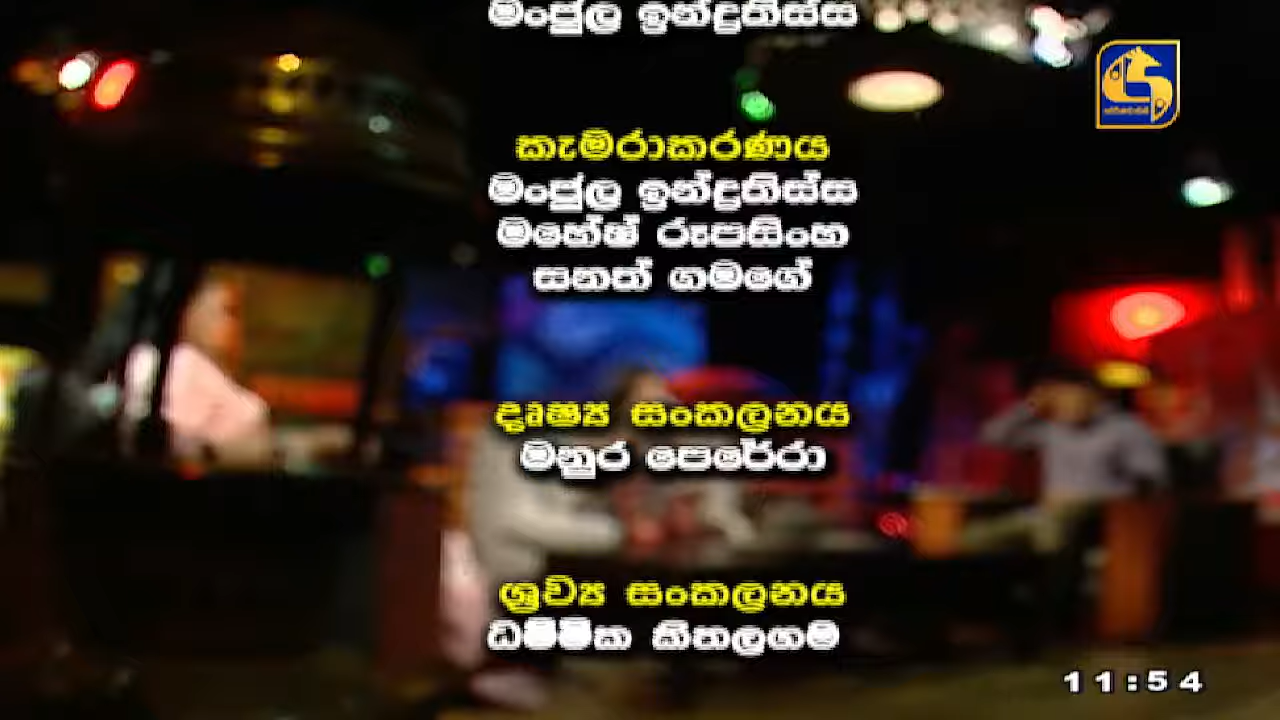 මංජුල ඉන්ද්‍රතිස්ස
කැමරාකරණය
මංජුල ඉන්ද්‍රතිස්ස
මහේෂ් රූපසිංහ
සනත් ගමගේ
දෘෂ්‍ය සංකලනය
මනුර පෙරේරා
ශ්‍රව්‍ය සංකලනය
ධම්මික කිතලගම
11:54